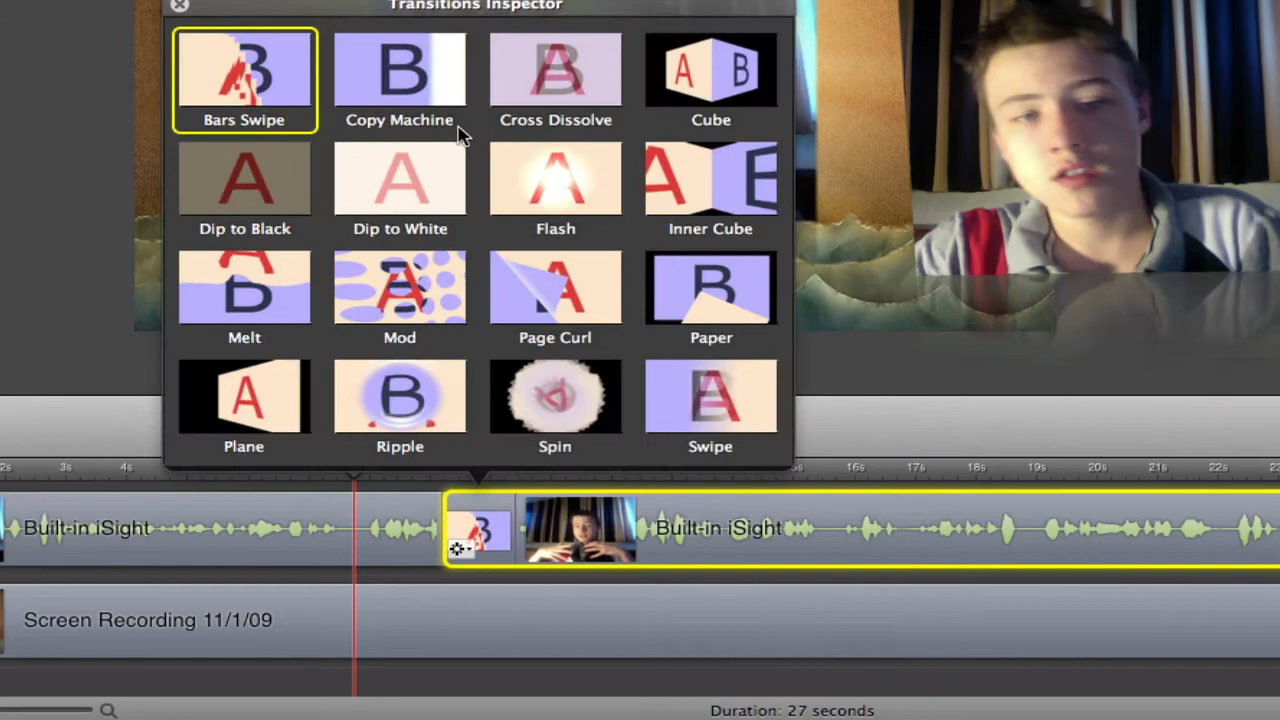 Transitions Inspector
A B
B
A B
A B
Bars Swipe
Copy Machine
Cross Dissolve
Cube
A
A
A
A E
Dip to Black
Dip to White
Flash
Inner Cube
A B
A B
A
B
Melt
Mod
Page Curl
Paper
A
B
A
B A
Plane
Ripple
Spin
Swipe
2s 3s 4s 16s 17s 18s 19s 20s 21s 22s
Built-in iSight
B
Built-in iSight
Screen Recording 11/1/09
Duration: 27 seconds